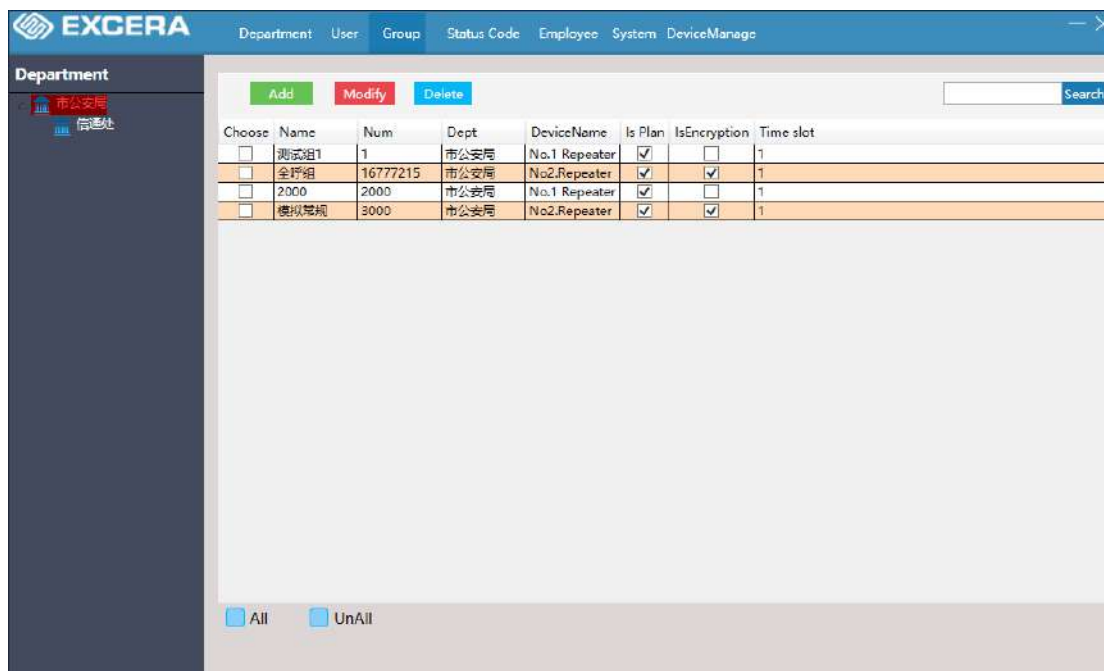 EXCERA
Department User Group Status Code Employee System DeviceManage
Department
市公安局
信通处
Add Modify Delete Search
Choose Name Num Dept DeviceName Is Plan IsEncryption Time slot
测试组1 1 市公安局 No.1 Repeater 1
全呼组 16777215 市公安局 No2.Repeater 1
2000 2000 市公安局 No.1 Repeater 1
模拟常规 3000 市公安局 No2.Repeater 1
All UnAll